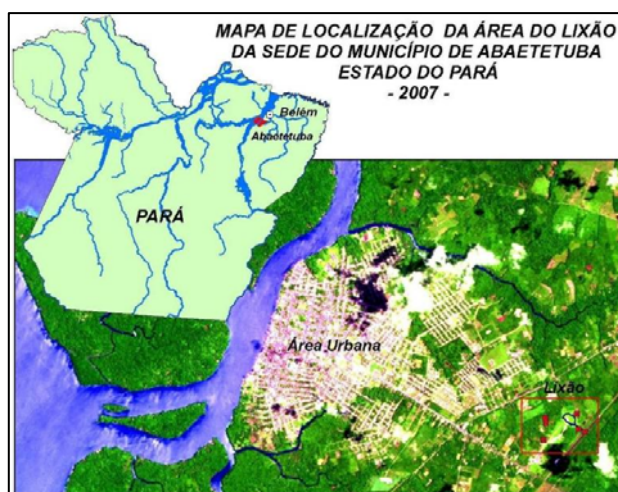 MAPA DE LOCALIZAÇÃO DA ÁREA DO LIXÃO
DA SEDE DO MUNICÍPIO DE ABAETETUBA
ESTADO DO PARÁ
- 2007 -
Belém
Abaetetuba
PARÁ
Área Urbana
Lixão